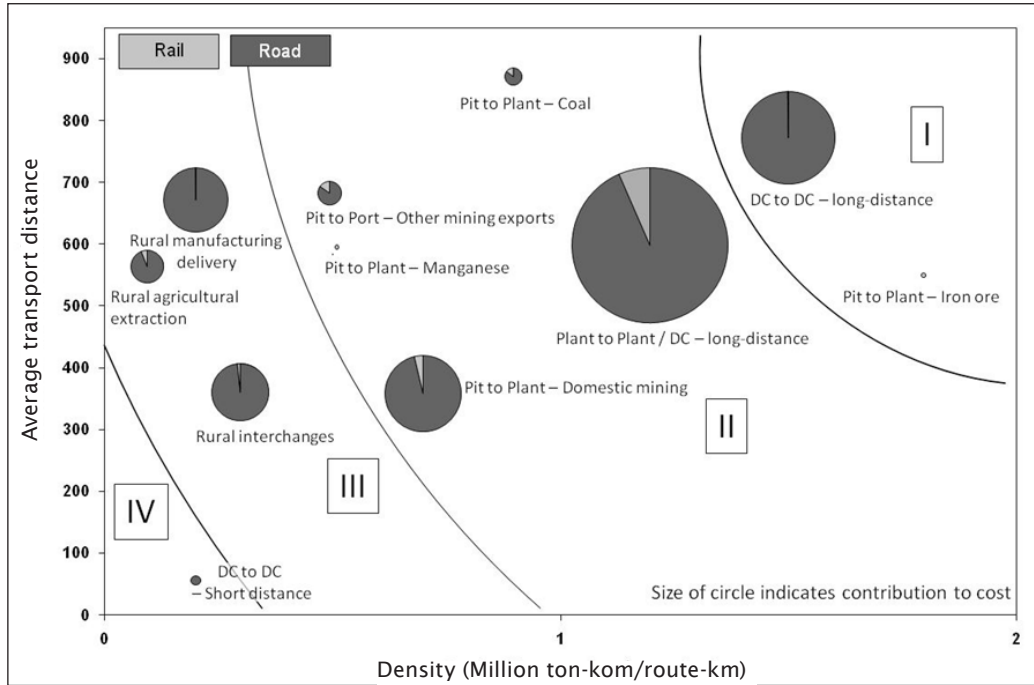 Rail
Road
900
800
700
600
500
400
300
200
100
0
Average transport distance
Pit to Plant – Coal
I
DC to DC – long-distance
Pit to Port – Other mining exports
Rural manufacturing
delivery
Pit to Plant – Manganese
Rural agricultural
extraction
Pit to Plant – Iron ore
Plant to Plant / DC – long-distance
Pit to Plant – Domestic mining
II
Rural interchanges
III
IV
DC to DC
– Short distance
Size of circle indicates contribution to cost
0
1
2
Density (Million ton-kom/route-km)